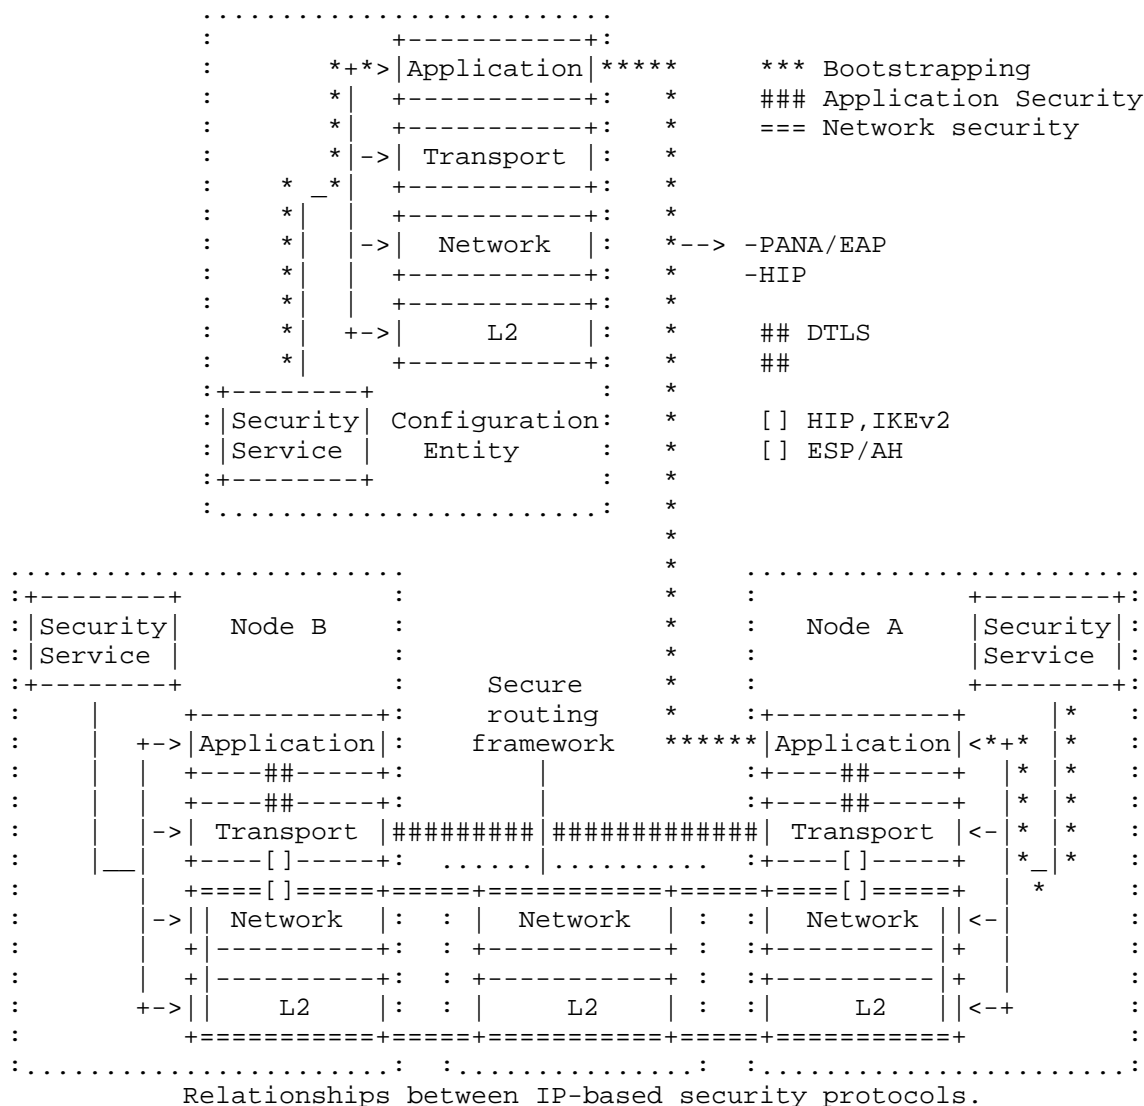 Application *** Bootstrapping
### Application Security
=== Network security
Transport
Network -PANA/EAP
-HIP
L2 ## DTLS
##
Security Configuration [] HIP,IKEv2
Service Entity [] ESP/AH
Security Node B Node A Security
Service Service
Secure
routing
Application framework Application
Transport Transport
Network Network Network
L2 L2 L2
Relationships between IP-based security protocols.